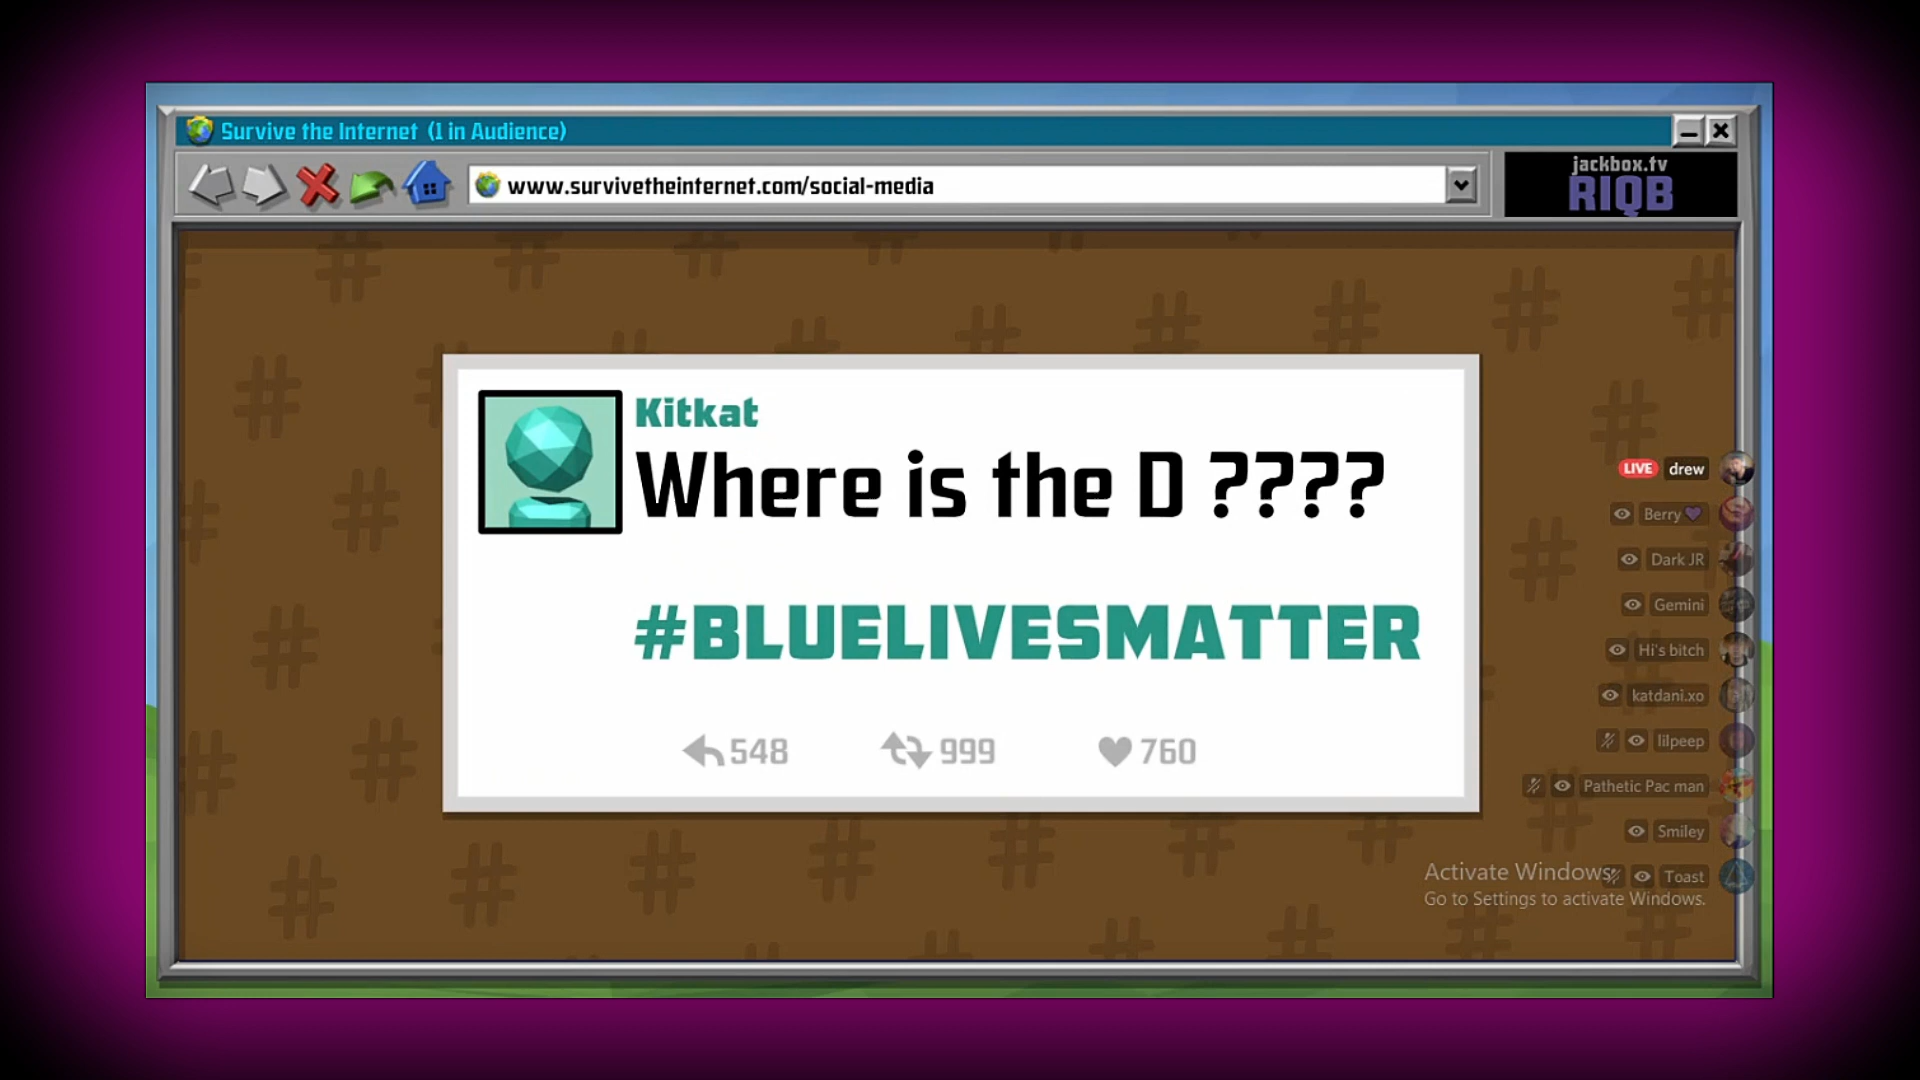 Survive the Internet (1 in Audience)
www.survivetheinternet.com/social-media
jackbox.tv
RIQB
Kitkat
Where is the D ????
#BLUELIVESMATTER
548 999 760
LIVE drew
Berry💜
Dark JR
Gemini
Hi's bitch
katdani.xo
lilpeep
Pathetic Pac man
Smiley
Toast
Activate Windows
Go to Settings to activate Windows.